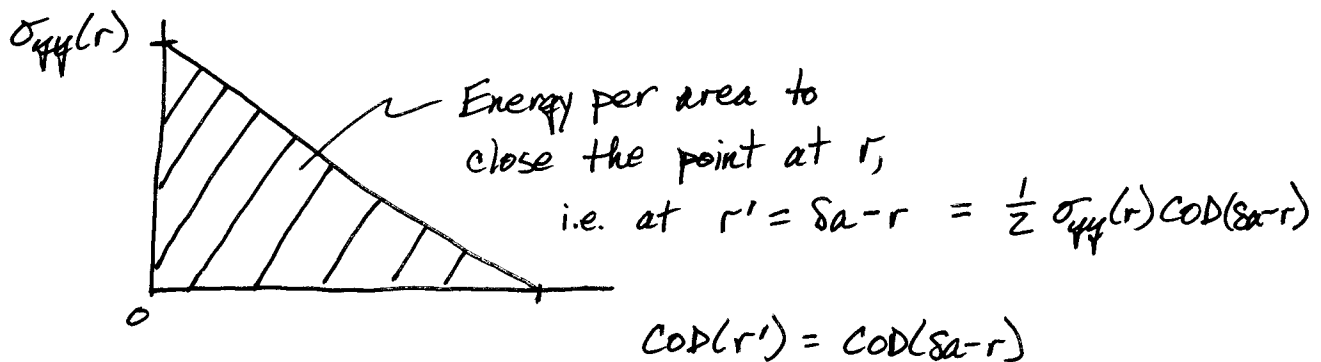 σyy(r)
Energy per area to
close the point at r,
i.e. at r' = δa-r = 1/2 σyy(r) COD(δa-r)
0
COD(r') = COD(δa-r)